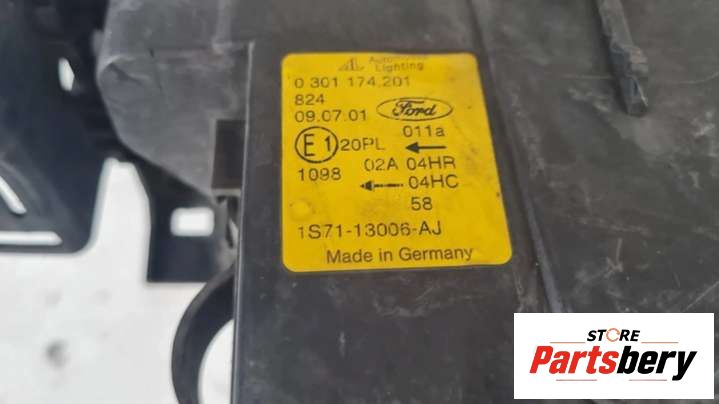 Lighting
0 301 174.201
824
09.07.01 Ford
E1 20PL 011a
1098 02A 04HR
04HC
58
1S71-13006-AJ
Made in Germany
STORE
Partsbery